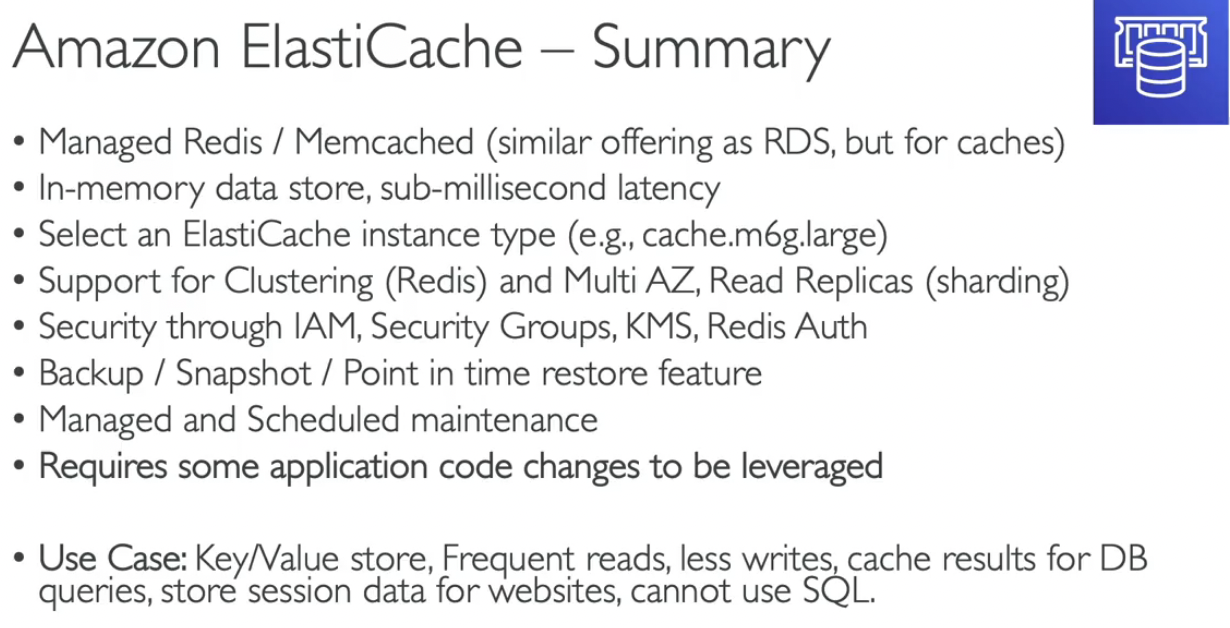 Amazon ElastiCache – Summary
• Managed Redis / Memcached (similar offering as RDS, but for caches)
• In-memory data store, sub-millisecond latency
• Select an ElastiCache instance type (e.g., cache.m6g.large)
• Support for Clustering (Redis) and Multi AZ, Read Replicas (sharding)
• Security through IAM, Security Groups, KMS, Redis Auth
• Backup / Snapshot / Point in time restore feature
• Managed and Scheduled maintenance
• Requires some application code changes to be leveraged
• Use Case: Key/Value store, Frequent reads, less writes, cache results for DB
queries, store session data for websites, cannot use SQL.